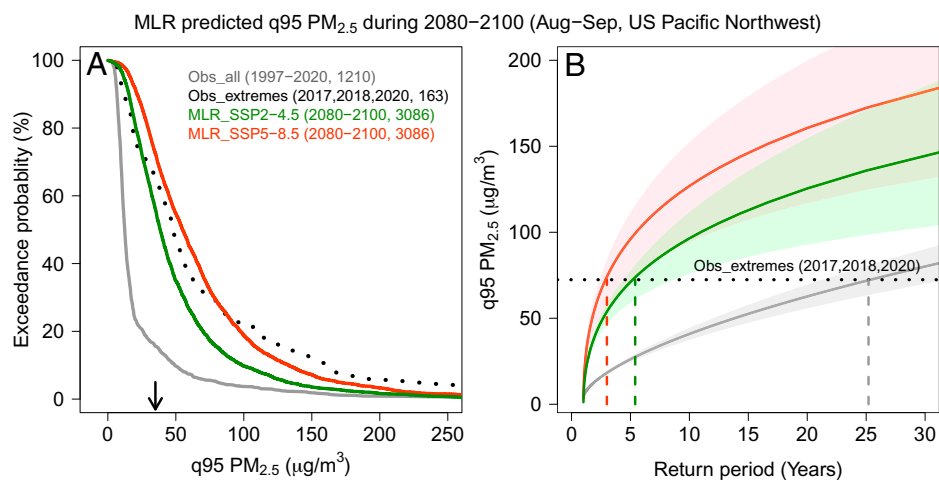 MLR predicted q95 PM2.5 during 2080−2100 (Aug−Sep, US Pacific Northwest)
A
Obs_all (1997−2020, 1210)
Obs_extremes (2017,2018,2020, 163)
MLR_SSP2−4.5 (2080−2100, 3086)
MLR_SSP5−8.5 (2080−2100, 3086)
Exceedance probablity (%)
100
80
60
40
20
0
0 50 100 150 200 250
q95 PM2.5 (μg/m3)
B
q95 PM2.5 (μg/m3)
200
150
100
50
0
Obs_extremes (2017,2018,2020)
0 5 10 15 20 25 30
Return period (Years)